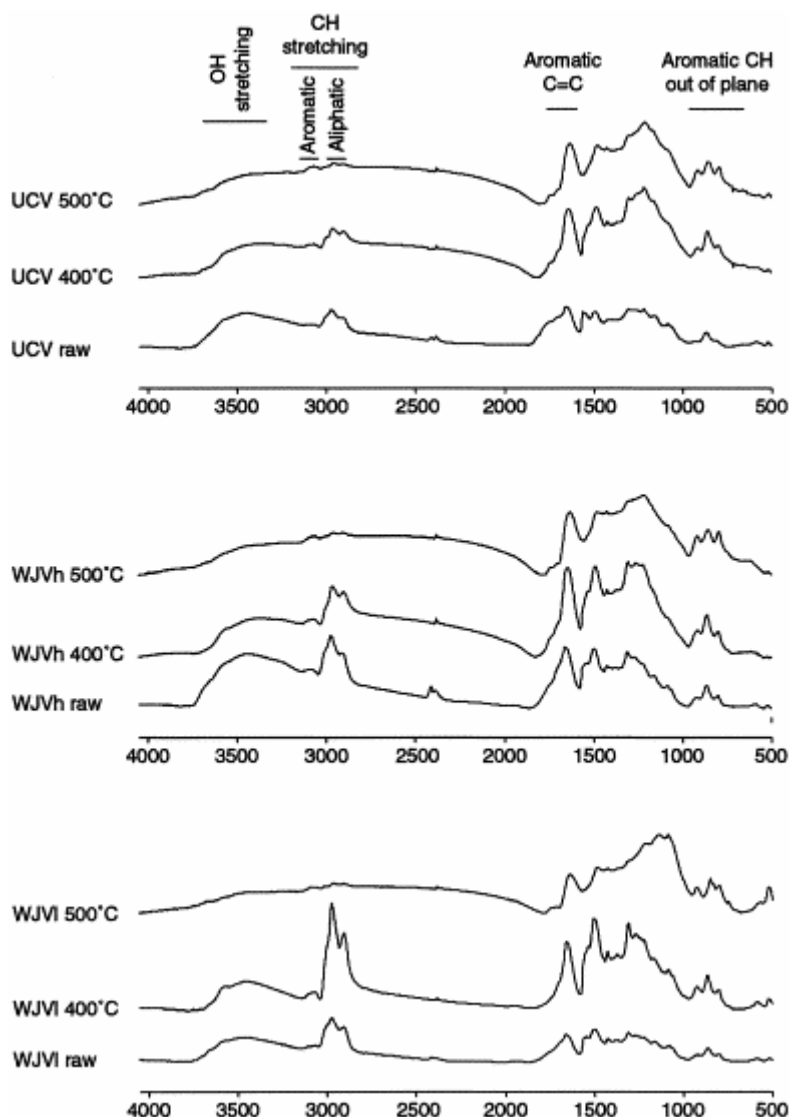 OH
stretching
CH
stretching
Aromatic
Aliphatic
Aromatic
C=C
Aromatic CH
out of plane
UCV 500°C
UCV 400°C
UCV raw
4000 3500 3000 2500 2000 1500 1000 500
WJVh 500°C
WJVh 400°C
WJVh raw
4000 3500 3000 2500 2000 1500 1000 500
WJVl 500°C
WJVl 400°C
WJVl raw
4000 3500 3000 2500 2000 1500 1000 500